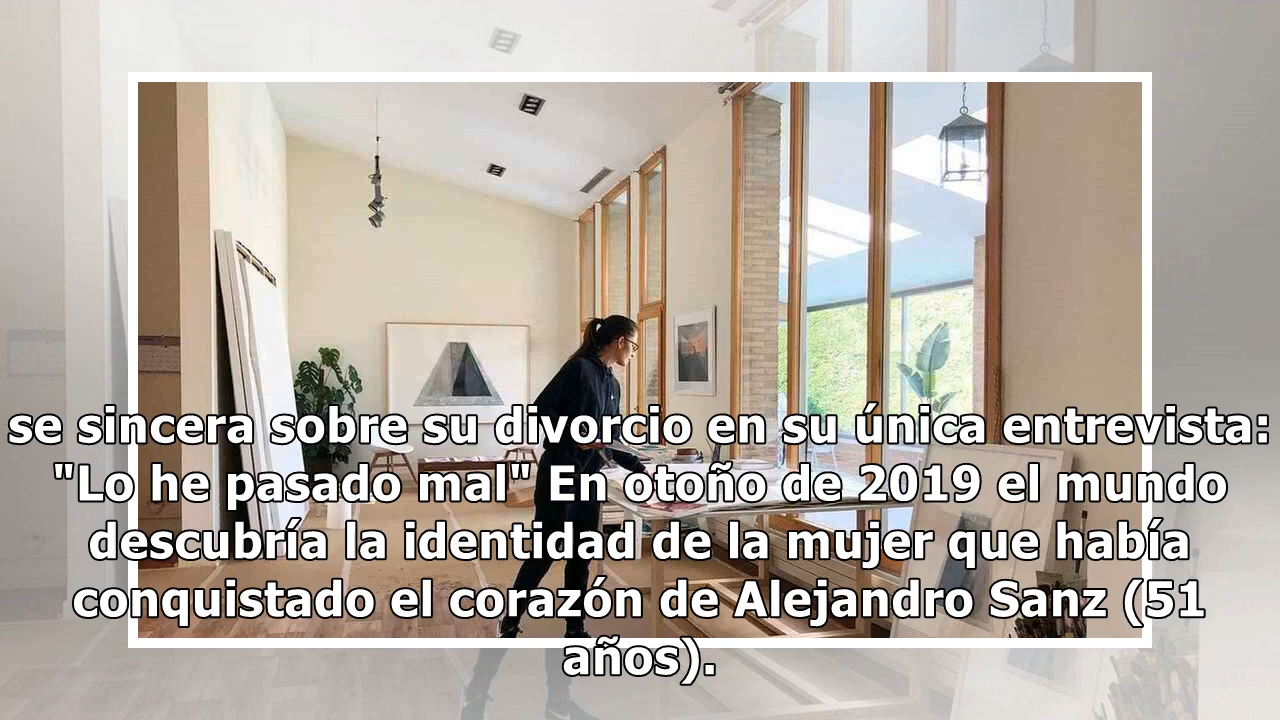 se sincera sobre su divorcio en su única entrevista:
"Lo he pasado mal" En otoño de 2019 el mundo
descubría la identidad de la mujer que había
conquistado el corazón de Alejandro Sanz (51
años).